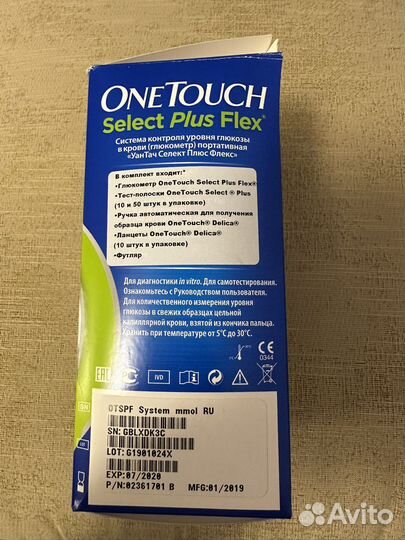 ONETOUCH
Select Plus Flex®
Система контроля уровня глюкозы
в крови (глюкометр) портативная
«УанТач Селект Плюс Флекс»
В комплект входит:*
•Глюкометр OneTouch Select Plus Flex®
•Тест-полоски OneTouch Select ® Plus
(10 и 50 штук в упаковке)
•Ручка автоматическая для получения
образца крови OneTouch® Delica®
•Ланцеты OneTouch® Delica®
(10 штук в упаковке)
•Футляр
Для диагностики in vitro. Для самотестирования.
Ознакомьтесь с Руководством пользователя.
Для количественного измерения уровня
глюкозы в свежих образцах цельной
капиллярной крови, взятой из кончика пальца.
Хранить при температуре от 5°C до 30°C.
CE
0344
EAC
IVD
SN
OTSPF System mmol RU
SN:GBLXDK3C
LOT:G1901024X
EXP:07/2020
P/N:02361701 B MFG:01/2019
Avito